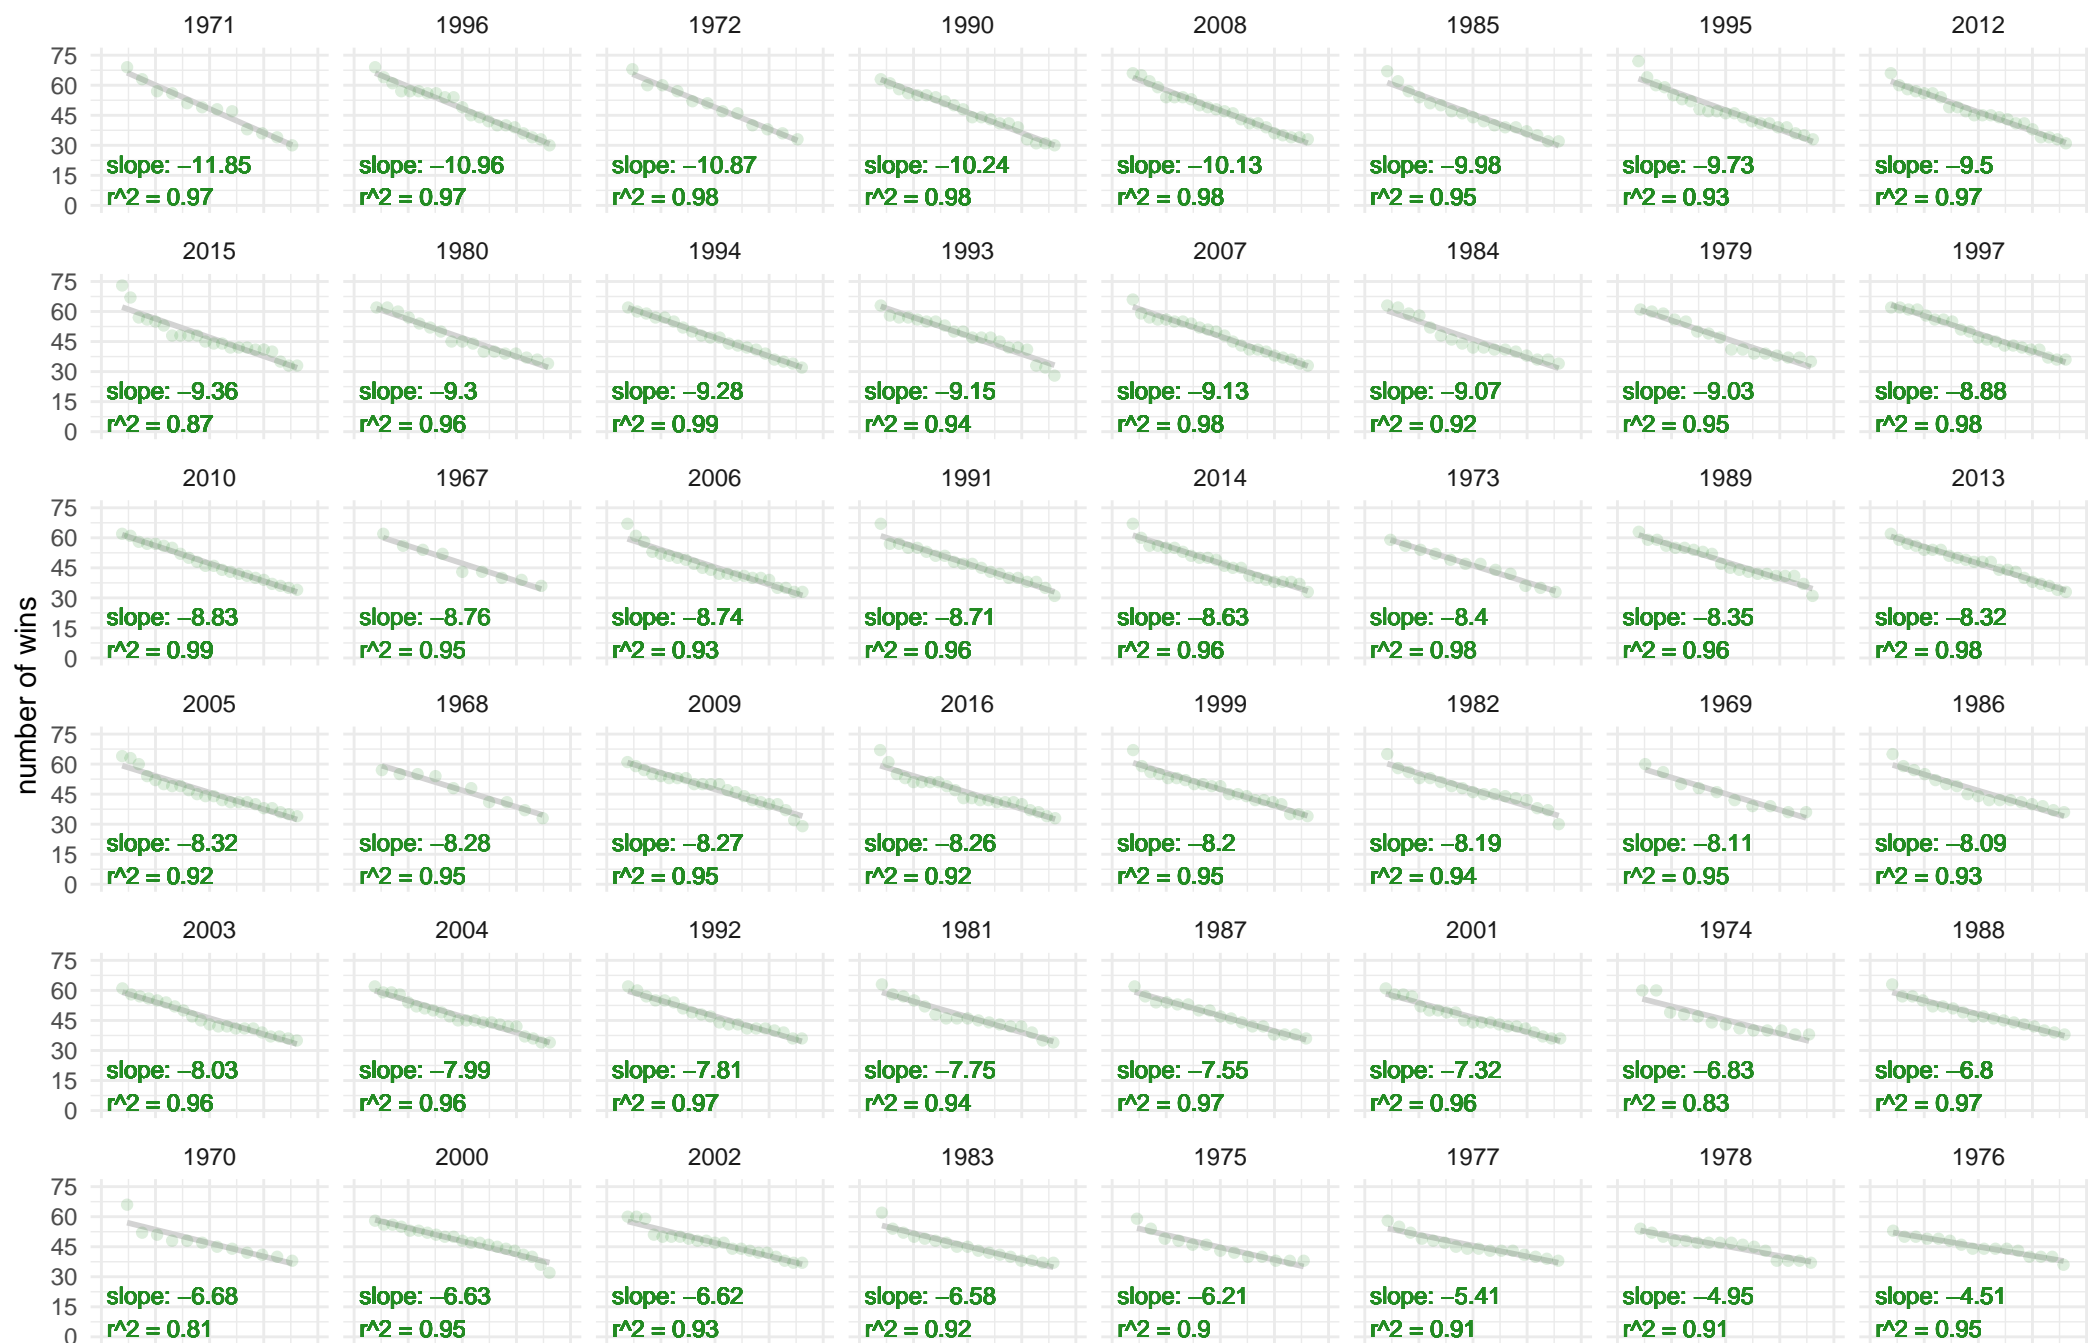 1971 1996 1972 1990 2008 1985 1995 2012
75
60
45
30
15
0
slope: −11.85 slope: −10.96 slope: −10.87 slope: −10.24 slope: −10.13 slope: −9.98 slope: −9.73 slope: −9.5
r^2 = 0.97 r^2 = 0.97 r^2 = 0.98 r^2 = 0.98 r^2 = 0.98 r^2 = 0.95 r^2 = 0.93 r^2 = 0.97
2015 1980 1994 1993 2007 1984 1979 1997
75
60
45
30
15
0
slope: −9.36 slope: −9.3 slope: −9.28 slope: −9.15 slope: −9.13 slope: −9.07 slope: −9.03 slope: −8.88
r^2 = 0.87 r^2 = 0.96 r^2 = 0.99 r^2 = 0.94 r^2 = 0.98 r^2 = 0.92 r^2 = 0.95 r^2 = 0.98
2010 1967 2006 1991 2014 1973 1989 2013
75
60
45
30
15
0
slope: −8.83 slope: −8.76 slope: −8.74 slope: −8.71 slope: −8.63 slope: −8.4 slope: −8.35 slope: −8.32
r^2 = 0.99 r^2 = 0.95 r^2 = 0.93 r^2 = 0.96 r^2 = 0.96 r^2 = 0.98 r^2 = 0.96 r^2 = 0.98
number of wins
2005 1968 2009 2016 1999 1982 1969 1986
75
60
45
30
15
0
slope: −8.32 slope: −8.28 slope: −8.27 slope: −8.26 slope: −8.2 slope: −8.19 slope: −8.11 slope: −8.09
r^2 = 0.92 r^2 = 0.95 r^2 = 0.95 r^2 = 0.92 r^2 = 0.95 r^2 = 0.94 r^2 = 0.95 r^2 = 0.93
2003 2004 1992 1981 1987 2001 1974 1988
75
60
45
30
15
0
slope: −8.03 slope: −7.99 slope: −7.81 slope: −7.75 slope: −7.55 slope: −7.32 slope: −6.83 slope: −6.8
r^2 = 0.96 r^2 = 0.96 r^2 = 0.97 r^2 = 0.94 r^2 = 0.97 r^2 = 0.96 r^2 = 0.83 r^2 = 0.97
1970 2000 2002 1983 1975 1977 1978 1976
75
60
45
30
15
0
slope: −6.68 slope: −6.63 slope: −6.62 slope: −6.58 slope: −6.21 slope: −5.41 slope: −4.95 slope: −4.51
r^2 = 0.81 r^2 = 0.95 r^2 = 0.93 r^2 = 0.92 r^2 = 0.9 r^2 = 0.91 r^2 = 0.91 r^2 = 0.95